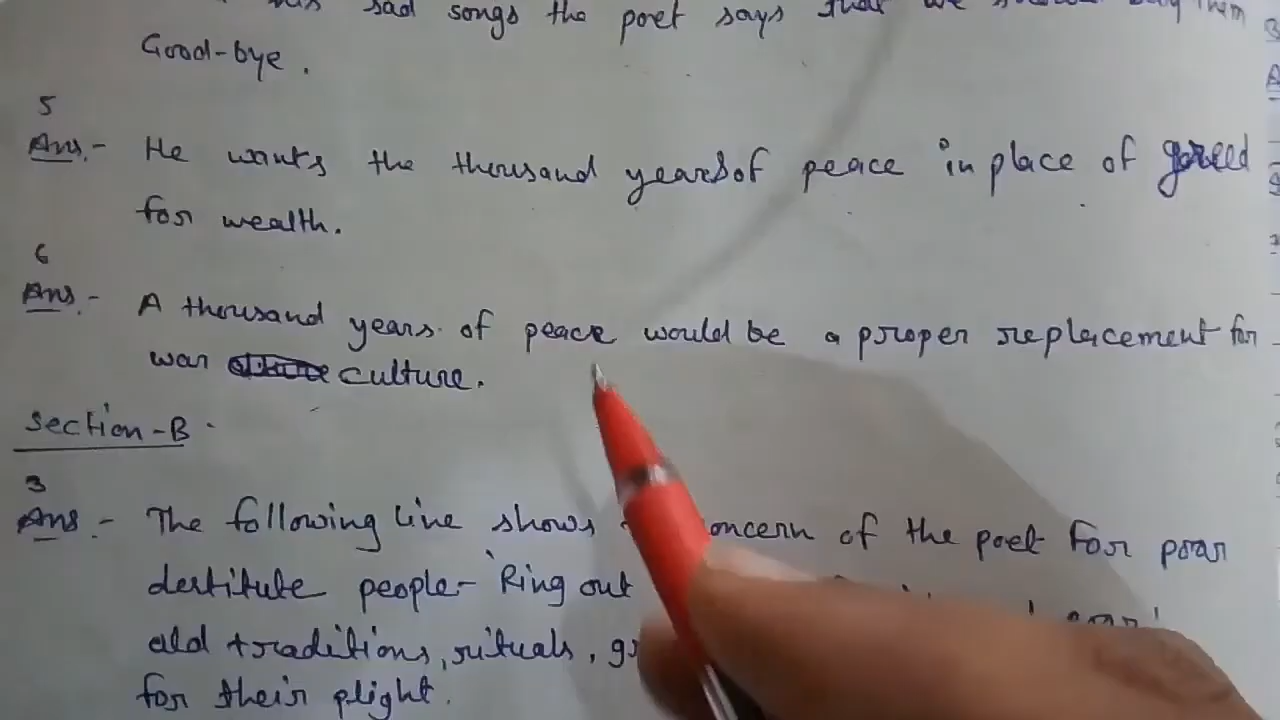 sad songs the poet says that we them
Good-bye.
5
Ans.- He wants the thousand years of peace in place of greed
for wealth.
6
Ans.- A thousand years of peace would be a proper replacement for
war culture.
Section-B.
3
Ans- The following line shows concern of the poet for poor
destitute people- 'Ring out
old traditions, rituals,
for their plight.